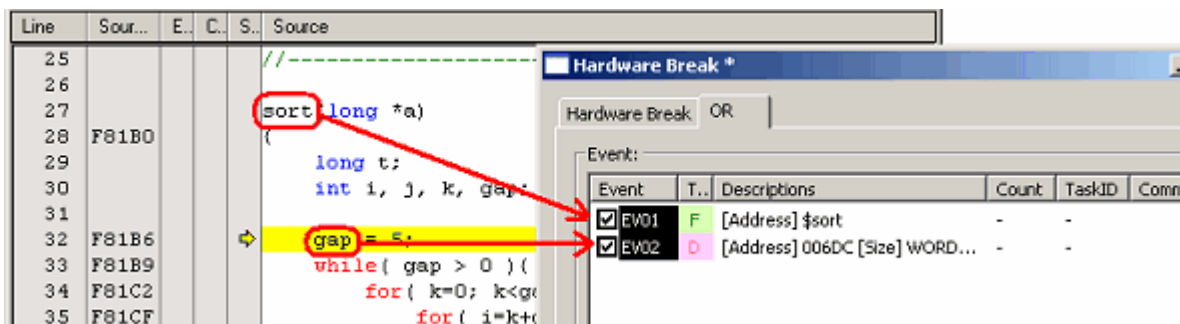 Line Sour... E.. C.. S.. Source
25 //--------------------
26
27 sort(long *a)
28 F81B0 {
29 long t;
30 int i, j, k, gap;
31
32 F81B6 gap = 5;
33 F81B9 while( gap > 0 ){
34 F81C2 for( k=0; k<g
35 F81CF for( i=k+
Hardware Break *
Hardware Break OR
Event:
Event T.. Descriptions Count TaskID Comm
EV01 F [Address] $sort - -
EV02 D [Address] 006DC [Size] WORD... - -